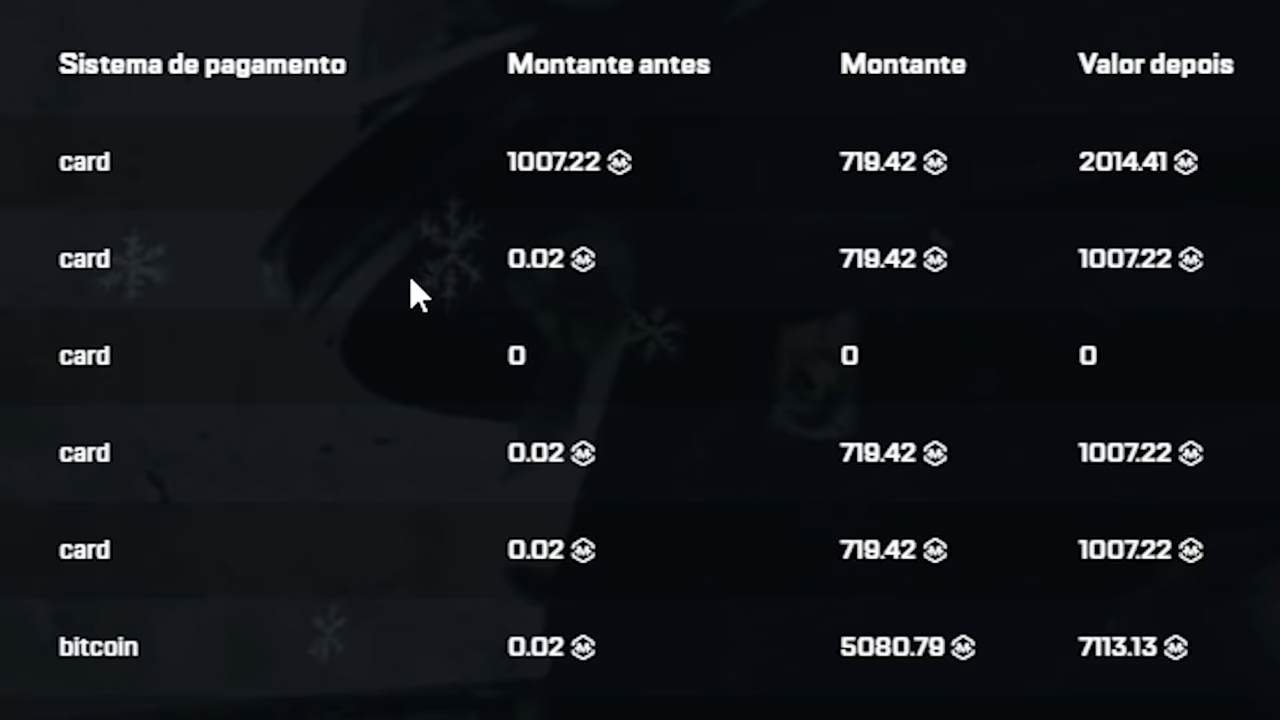 Sistema de pagamento Montante antes Montante Valor depois
card 1007.22 719.42 2014.41
card 0.02 719.42 1007.22
card 0 0 0
card 0.02 719.42 1007.22
card 0.02 719.42 1007.22
bitcoin 0.02 5080.79 7113.13